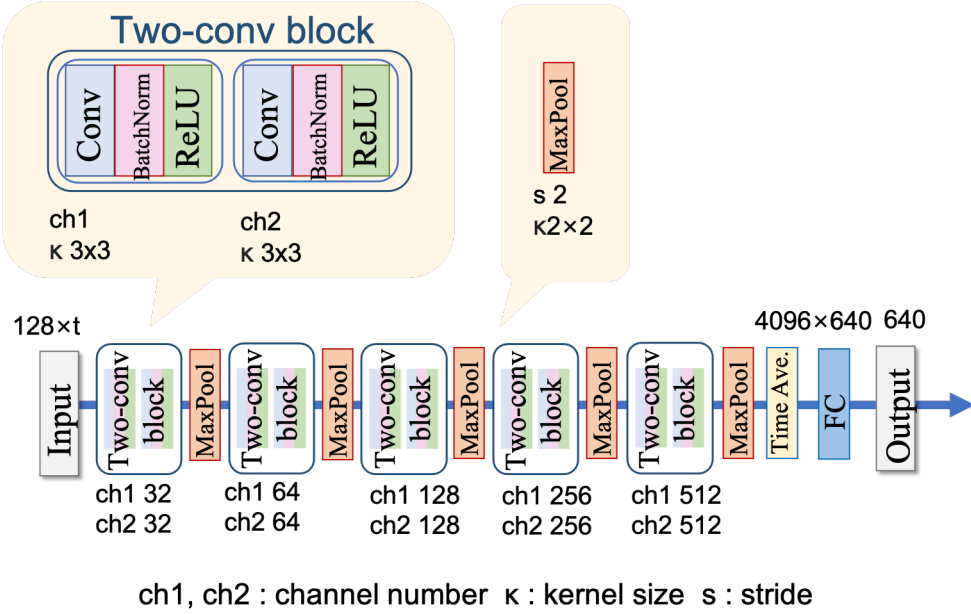 Two-conv block
Conv
BatchNorm
ReLU
Conv
BatchNorm
ReLU
ch1
κ 3x3
ch2
κ 3x3
MaxPool
s 2
κ2×2
128×t
4096×640
640
Input
Two-conv
block
MaxPool
Two-conv
block
MaxPool
Two-conv
block
MaxPool
Two-conv
block
MaxPool
Two-conv
block
MaxPool
Time Ave.
FC
Output
ch1 32
ch2 32
ch1 64
ch2 64
ch1 128
ch2 128
ch1 256
ch2 256
ch1 512
ch2 512
ch1, ch2 : channel number κ : kernel size s : stride